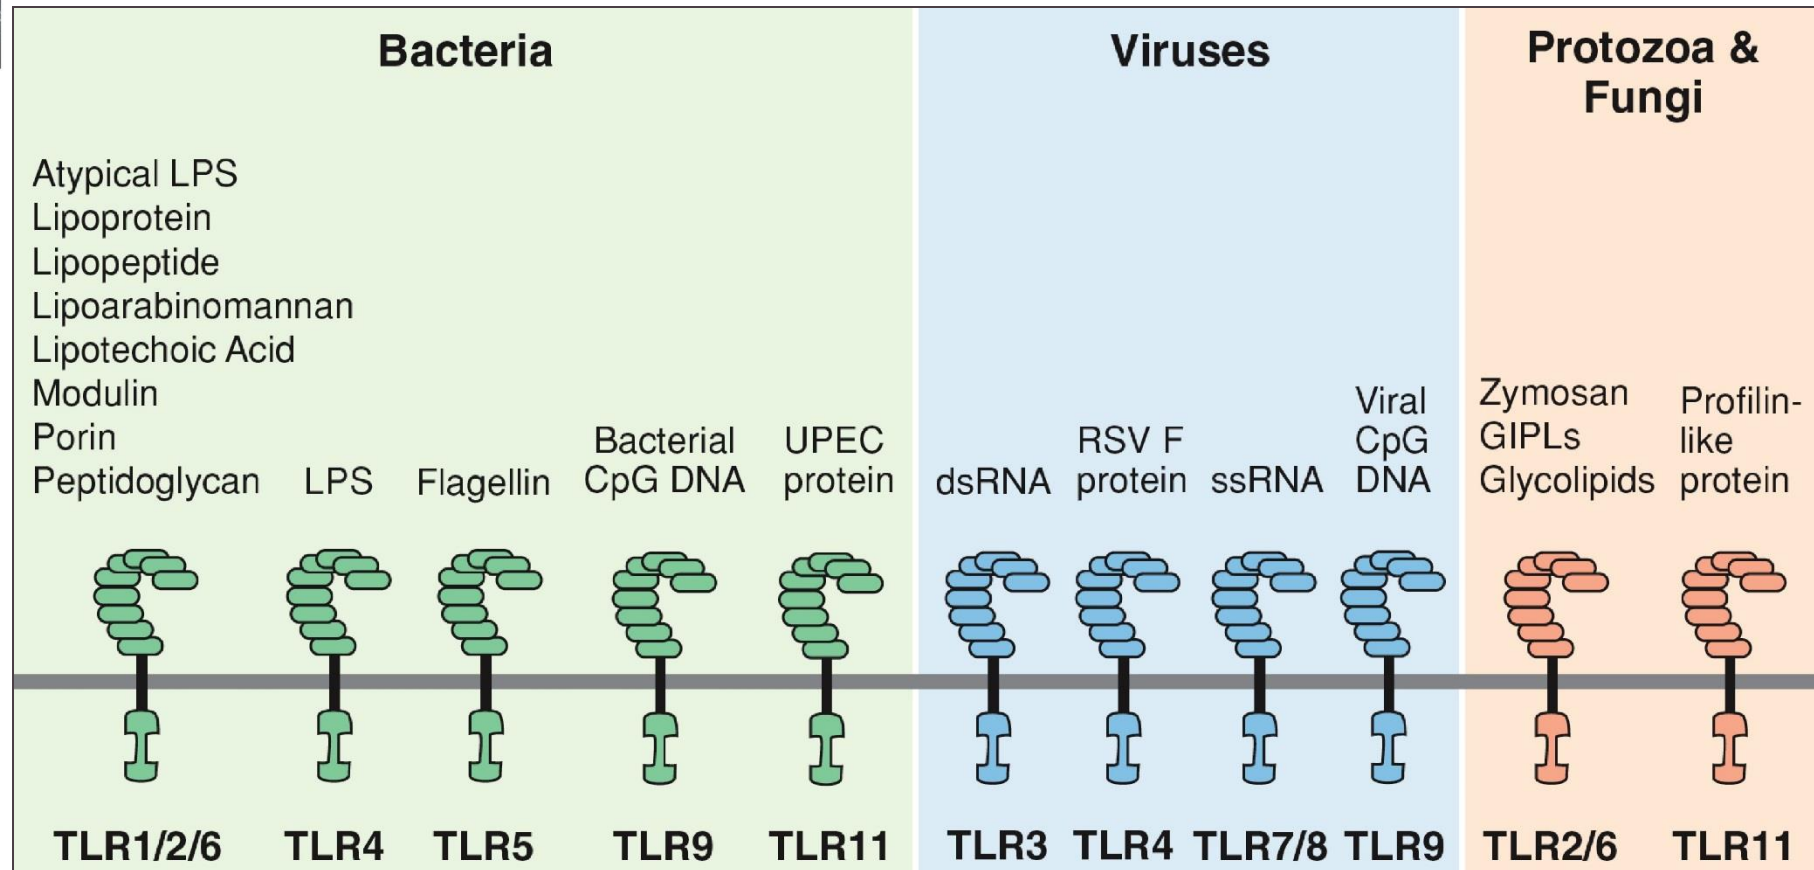 Bacteria
Atypical LPS
Lipoprotein
Lipopeptide
Lipoarabinomannan
Lipotechoic Acid
Modulin
Porin
Peptidoglycan
LPS
Flagellin
Bacterial
CpG DNA
UPEC
protein
TLR1/2/6
TLR4
TLR5
TLR9
TLR11
Viruses
dsRNA
RSV F
protein
ssRNA
Viral
CpG
DNA
TLR3
TLR4
TLR7/8
TLR9
Protozoa &
Fungi
Zymosan
GIPLs
Glycolipids
Profilin-
like
protein
TLR2/6
TLR11